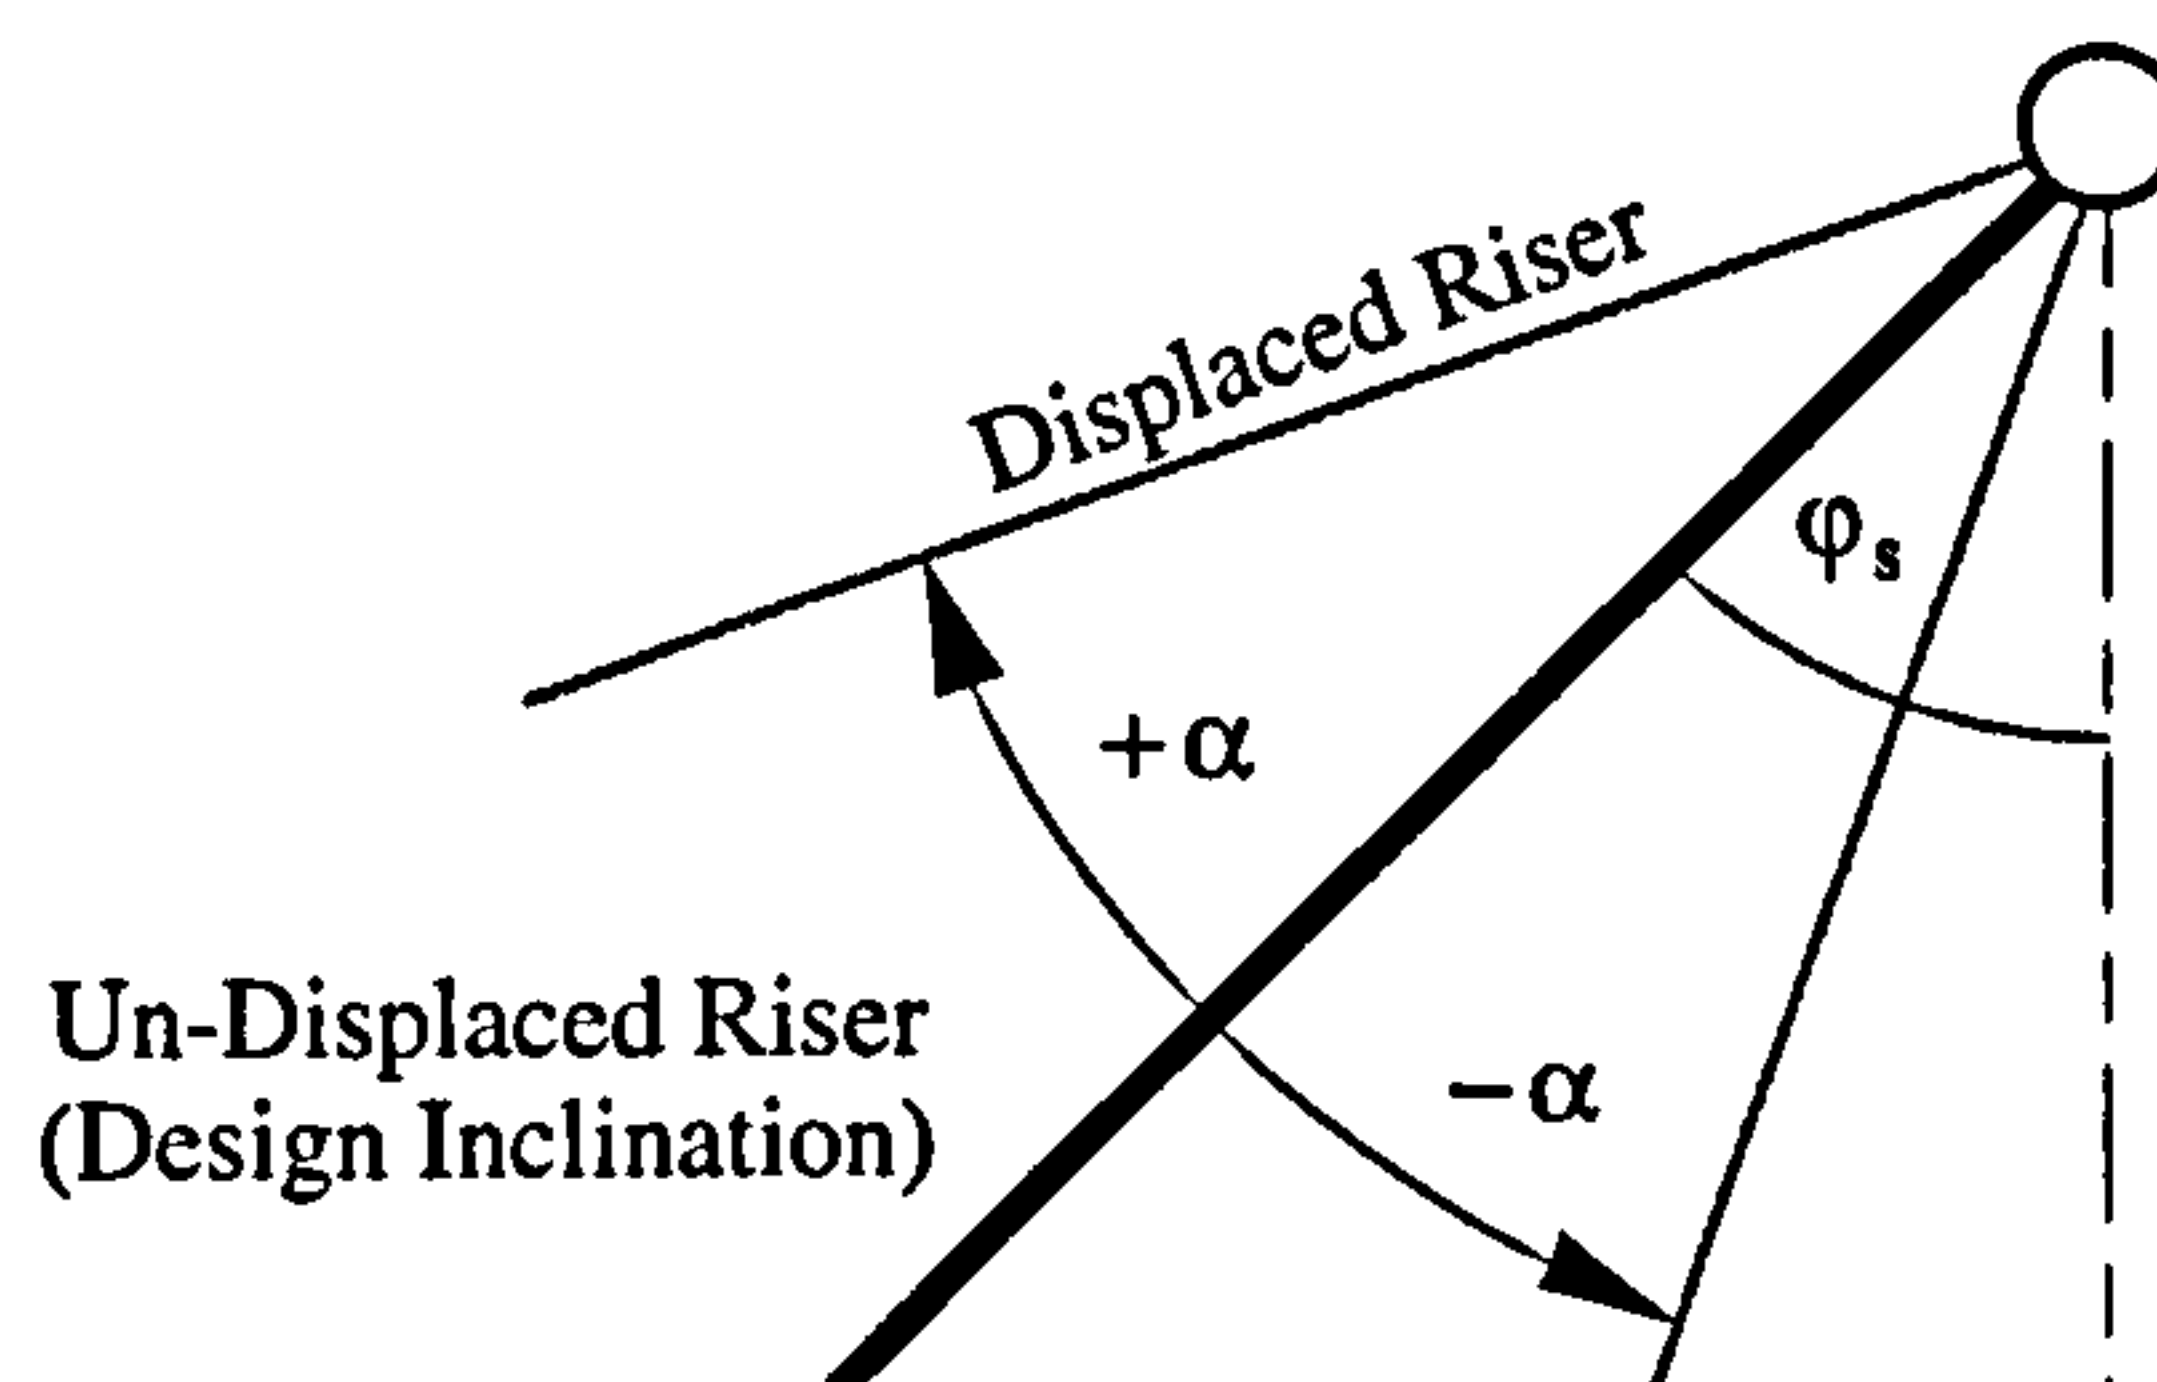 Displaced Riser
φs
+α
Un-Displaced Riser
(Design Inclination)
−α